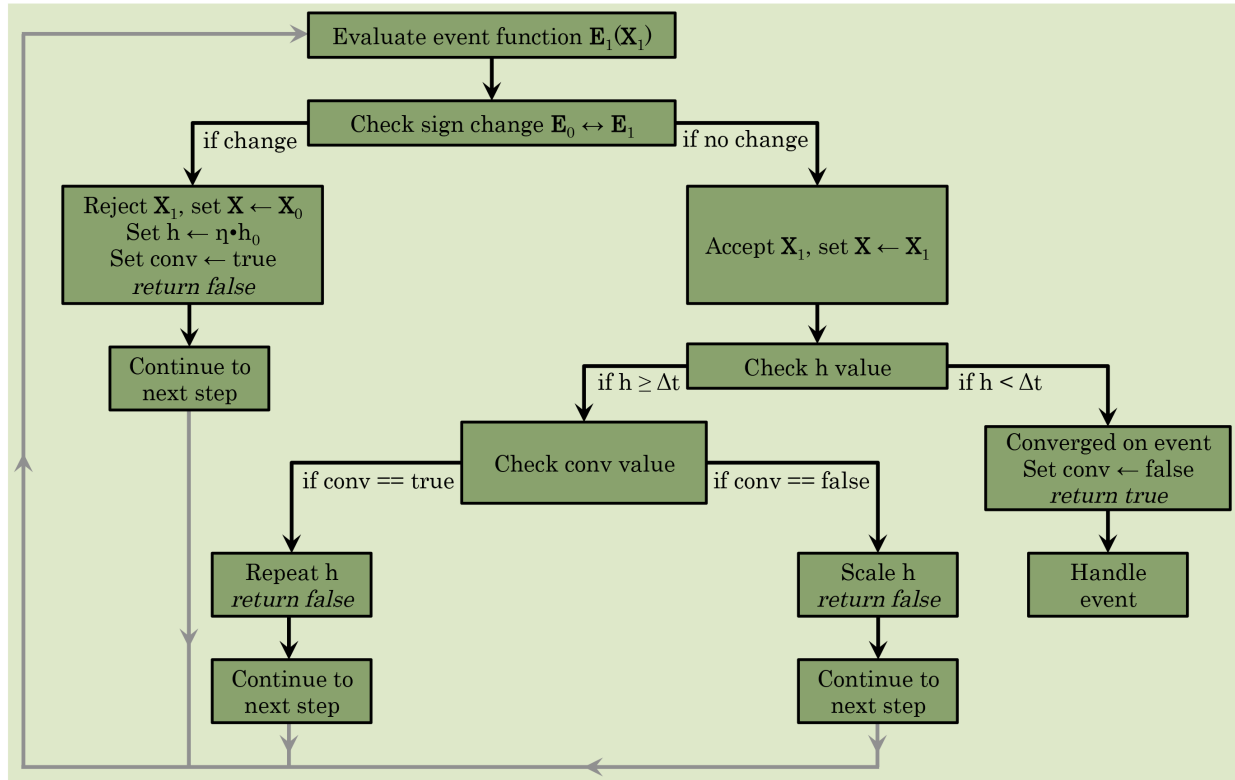 Evaluate event function E₁(X₁)
Check sign change E₀ ↔ E₁
if change
if no change
Reject X₁, set X ← X₀
Set h ← η•h₀
Set conv ← true
return false
Accept X₁, set X ← X₁
Continue to
next step
Check h value
if h ≥ Δt
if h < Δt
Check conv value
if conv == true
if conv == false
Converged on event
Set conv ← false
return true
Repeat h
return false
Scale h
return false
Handle
event
Continue to
next step
Continue to
next step